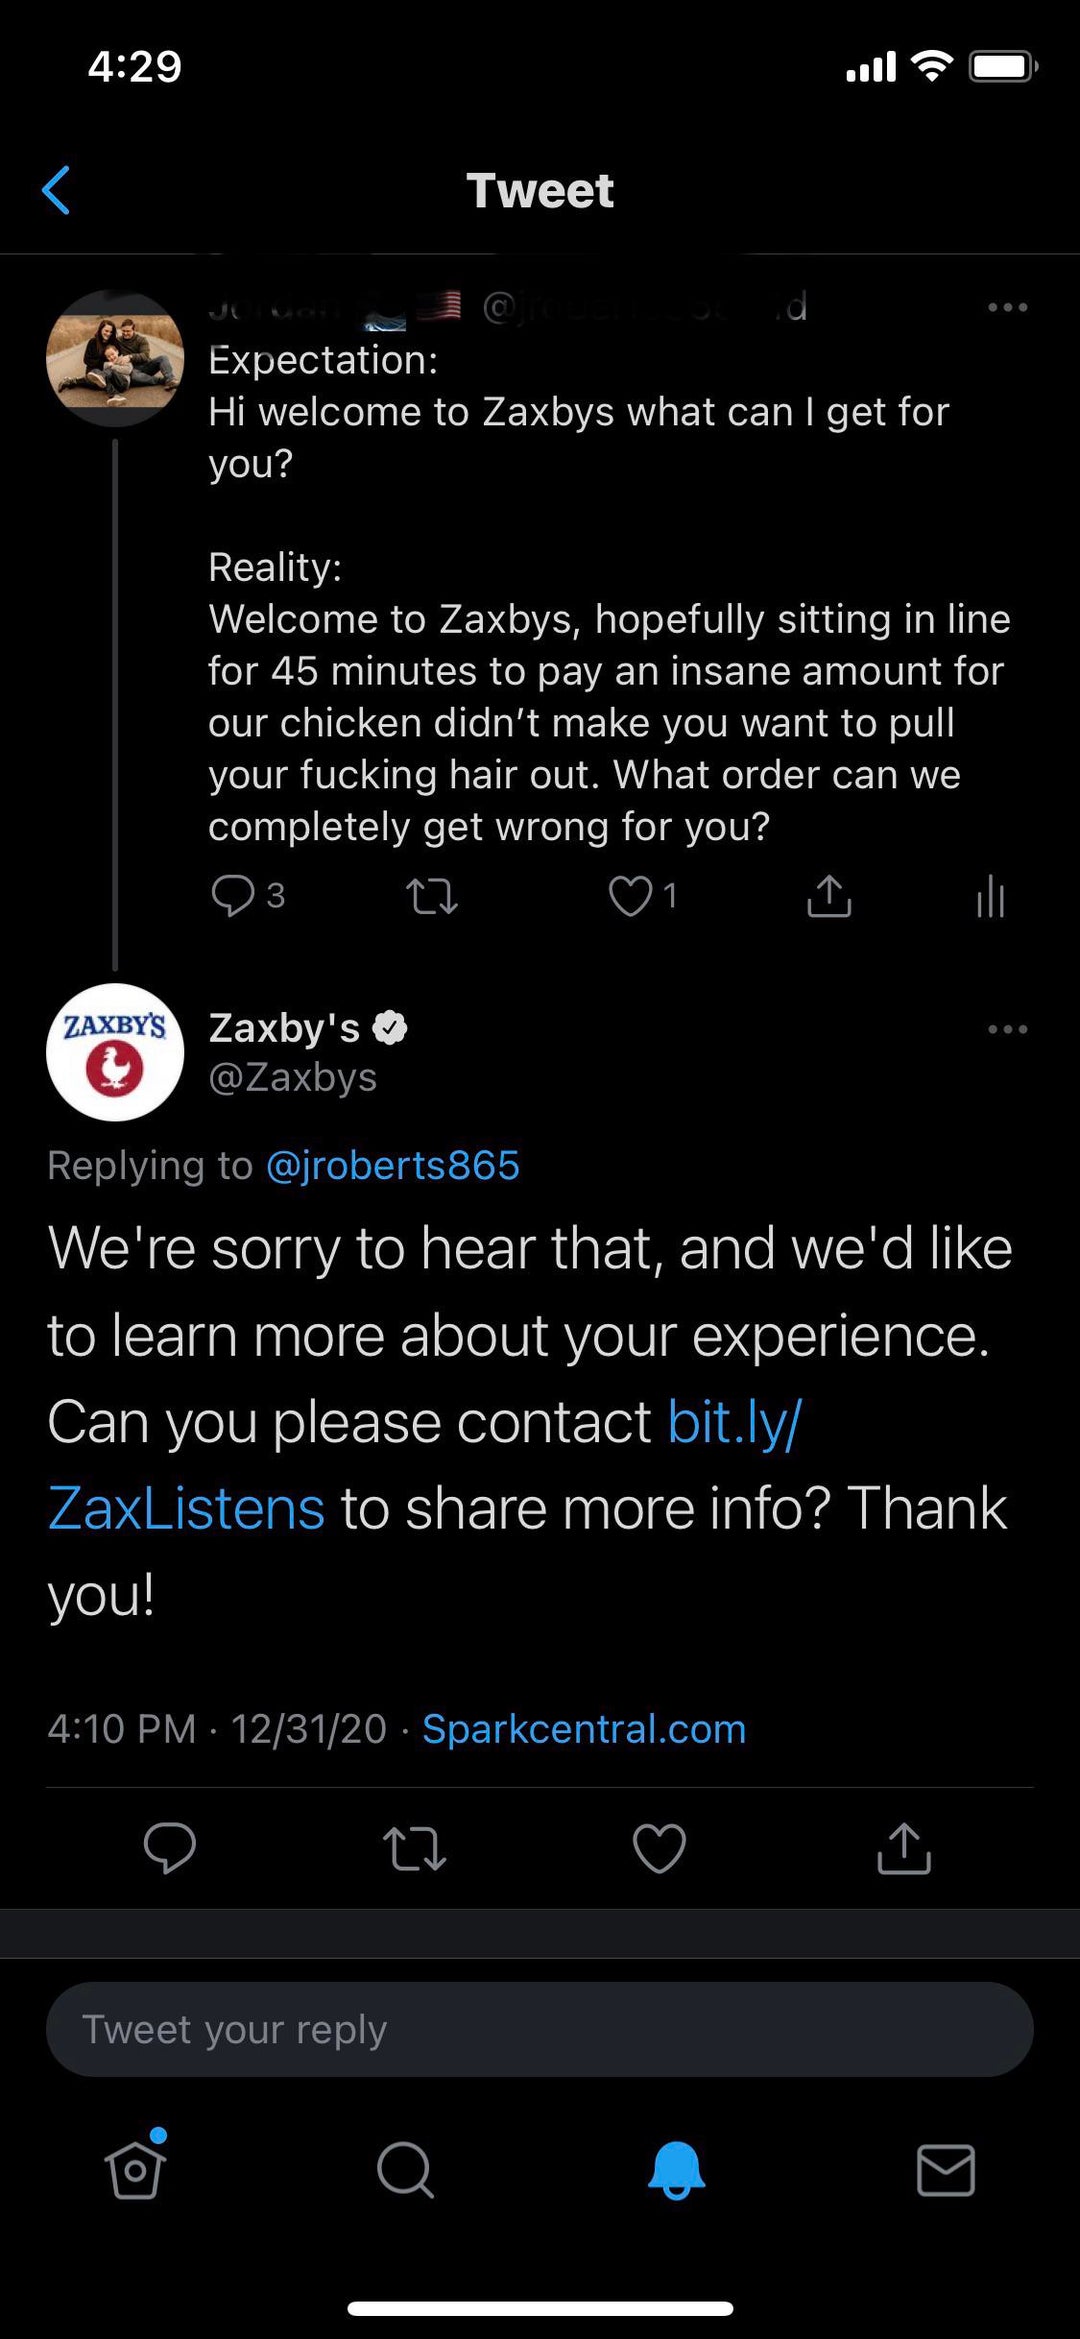 4:29
Tweet
Expectation:
Hi welcome to Zaxbys what can I get for
you?
Reality:
Welcome to Zaxbys, hopefully sitting in line
for 45 minutes to pay an insane amount for
our chicken didn’t make you want to pull
your fucking hair out. What order can we
completely get wrong for you?
3 1
ZAXBY'S
Zaxby's
@Zaxbys
Replying to @jroberts865
We're sorry to hear that, and we'd like
to learn more about your experience.
Can you please contact bit.ly/
ZaxListens to share more info? Thank
you!
4:10 PM · 12/31/20 · Sparkcentral.com
Tweet your reply